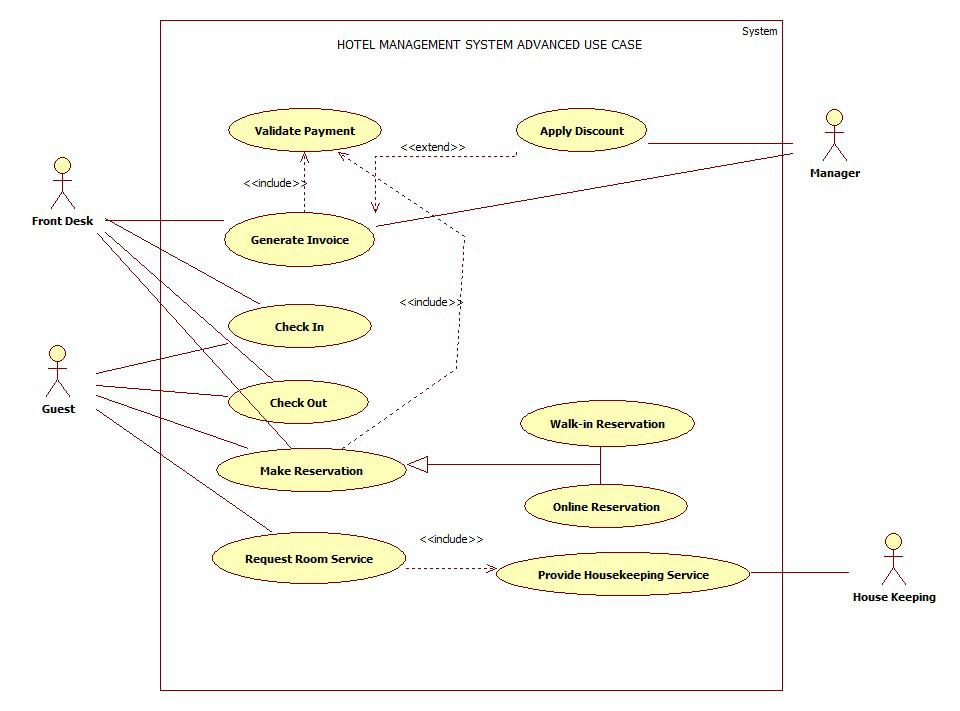 System
HOTEL MANAGEMENT SYSTEM ADVANCED USE CASE
Validate Payment
Apply Discount
<<extend>>
Manager
<<include>>
Front Desk
Generate Invoice
<<include>>
Check In
Guest
Check Out
Walk-in Reservation
Make Reservation
Online Reservation
<<include>>
Request Room Service
Provide Housekeeping Service
House Keeping